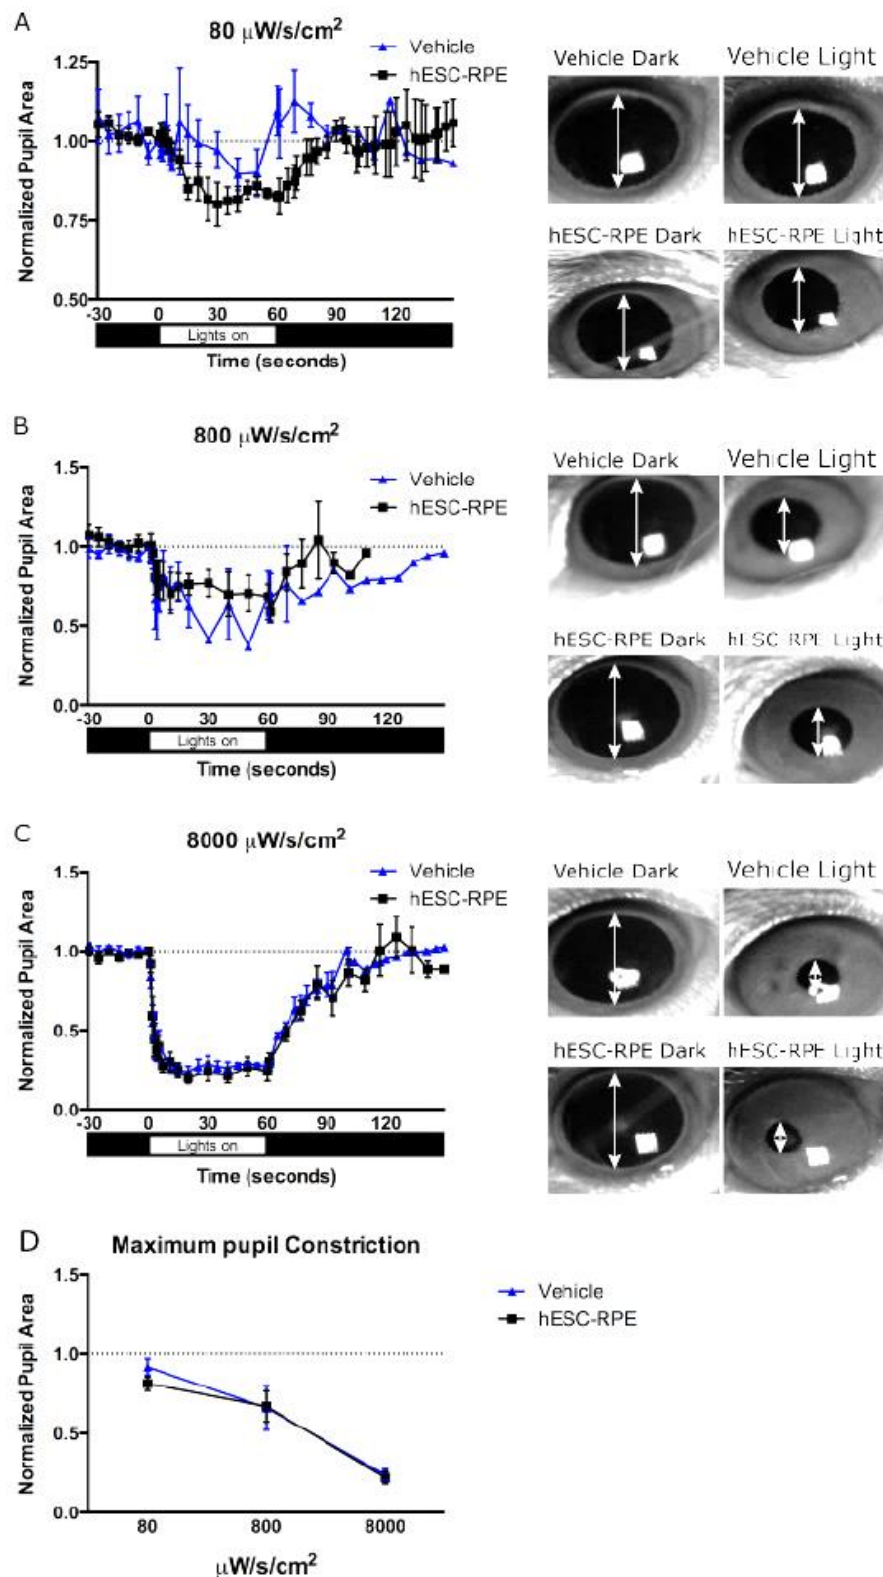 A
80 μW/s/cm²
Vehicle
hESC-RPE
Normalized Pupil Area
1.25
1.00
0.75
0.50
-30 0 30 60 90 120
Lights on
Time (seconds)
Vehicle Dark
Vehicle Light
hESC-RPE Dark
hESC-RPE Light
B
800 μW/s/cm²
Vehicle
hESC-RPE
Normalized Pupil Area
1.5
1.0
0.5
0.0
-30 0 30 60 90 120
Lights on
Time (seconds)
Vehicle Dark
Vehicle Light
hESC-RPE Dark
hESC-RPE Light
C
8000 μW/s/cm²
Vehicle
hESC-RPE
Normalized Pupil Area
1.5
1.0
0.5
0.0
-30 0 30 60 90 120
Lights on
Time (seconds)
Vehicle Dark
Vehicle Light
hESC-RPE Dark
hESC-RPE Light
D
Maximum pupil Constriction
Vehicle
hESC-RPE
Normalized Pupil Area
1.5
1.0
0.5
0.0
80 800 8000
μW/s/cm²